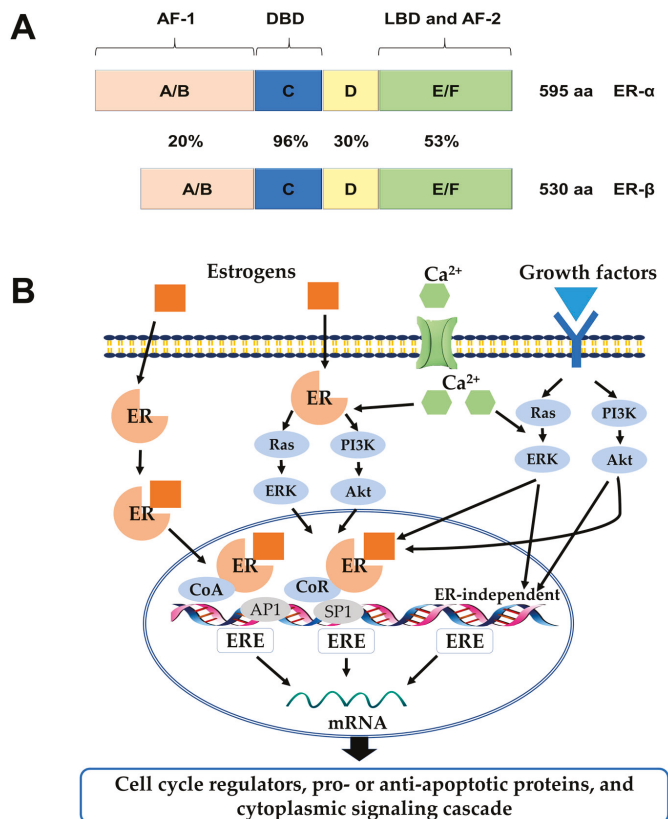 A
AF-1 DBD LBD and AF-2
A/B C D E/F 595 aa ER-α
20% 96% 30% 53%
A/B C D E/F 530 aa ER-β
B
Estrogens Ca²⁺ Growth factors
Ca²⁺
ER ER
Ras PI3K Ras PI3K
ERK Akt ERK Akt
ER
ER ER
CoA CoR ER-independent
AP1 SP1
ERE ERE ERE
mRNA
Cell cycle regulators, pro- or anti-apoptotic proteins, and
cytoplasmic signaling cascade